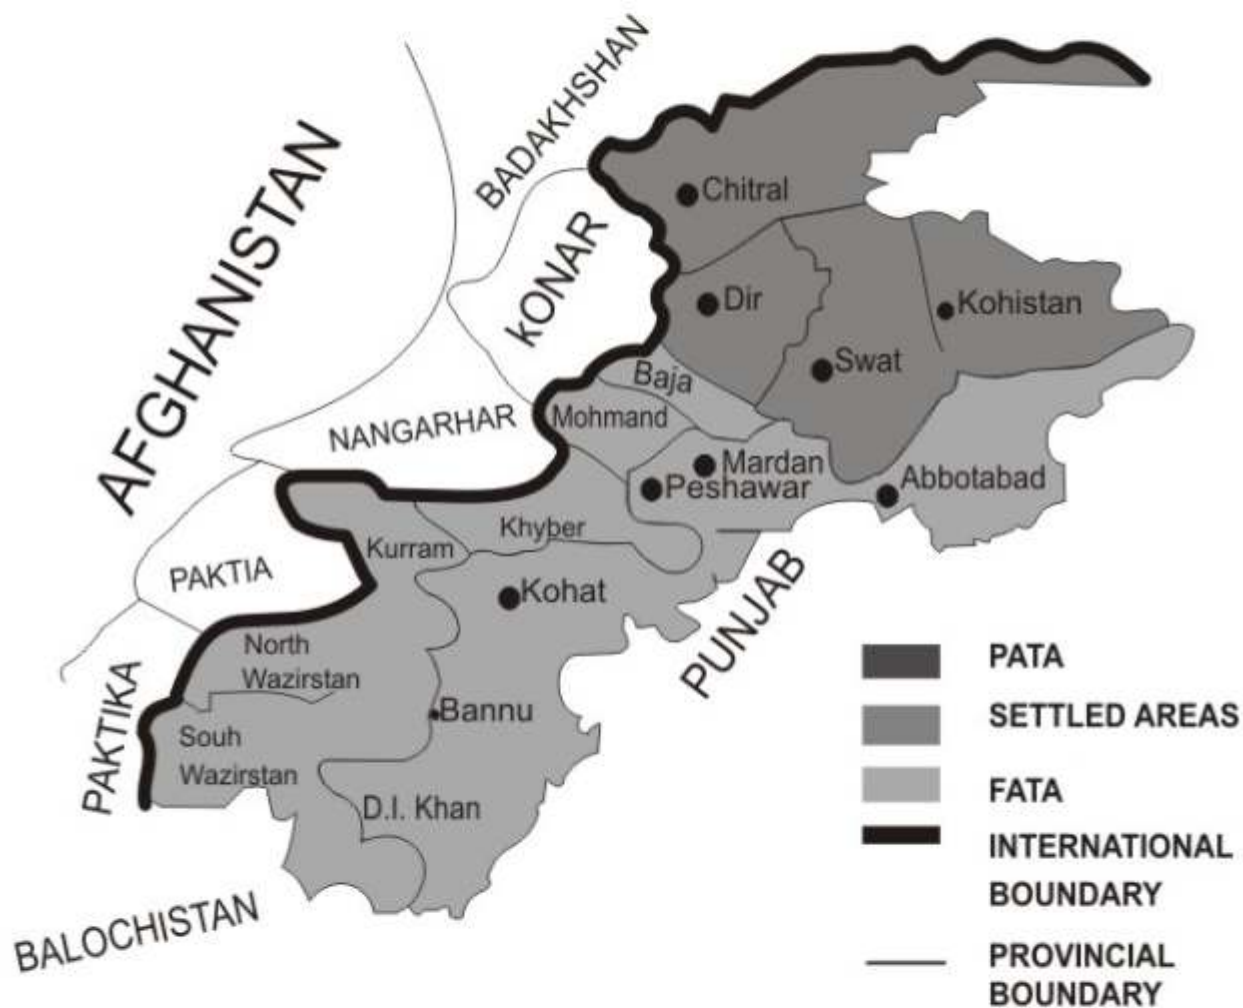 BADAKHSHAN
AFGHANISTAN
Chitral
kONAR
Dir
Kohistan
Swat
Baja
Mohmand
NANGARHAR
Mardan
Peshawar
Abbotabad
Khyber
Kurram
PAKTIA
Kohat
PUNJAB
North
Wazirstan
PAKTIKA
Bannu
Souh
Wazirstan
D.I. Khan
BALOCHISTAN
PATA
SETTLED AREAS
FATA
INTERNATIONAL
BOUNDARY
PROVINCIAL
BOUNDARY